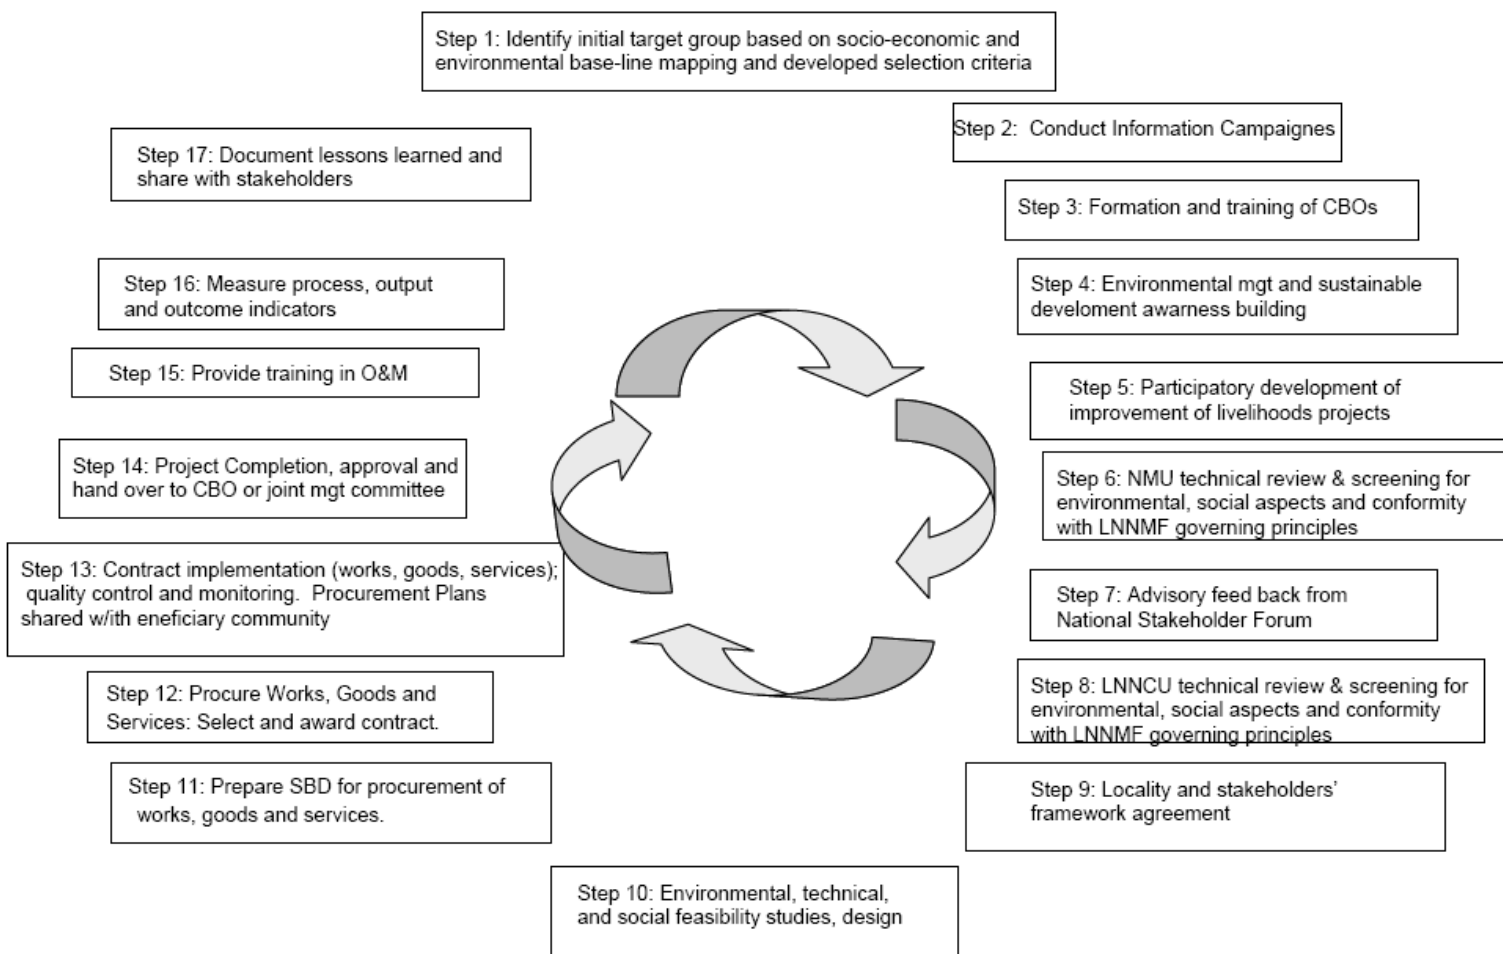 Step 1: Identify initial target group based on socio-economic and
environmental base-line mapping and developed selection criteria
Step 2: Conduct Information Campaignes
Step 3: Formation and training of CBOs
Step 4: Environmental mgt and sustainable
develoment awarness building
Step 5: Participatory development of
improvement of livelihoods projects
Step 6: NMU technical review & screening for
environmental, social aspects and conformity
with LNNMF governing principles
Step 7: Advisory feed back from
National Stakeholder Forum
Step 8: LNNCU technical review & screening for
environmental, social aspects and conformity
with LNNMF governing principles
Step 9: Locality and stakeholders’
framework agreement
Step 10: Environmental, technical,
and social feasibility studies, design
Step 11: Prepare SBD for procurement of
works, goods and services.
Step 12: Procure Works, Goods and
Services: Select and award contract.
Step 13: Contract implementation (works, goods, services);
quality control and monitoring. Procurement Plans
shared w/ith eneficiary community
Step 14: Project Completion, approval and
hand over to CBO or joint mgt committee
Step 15: Provide training in O&M
Step 16: Measure process, output
and outcome indicators
Step 17: Document lessons learned and
share with stakeholders